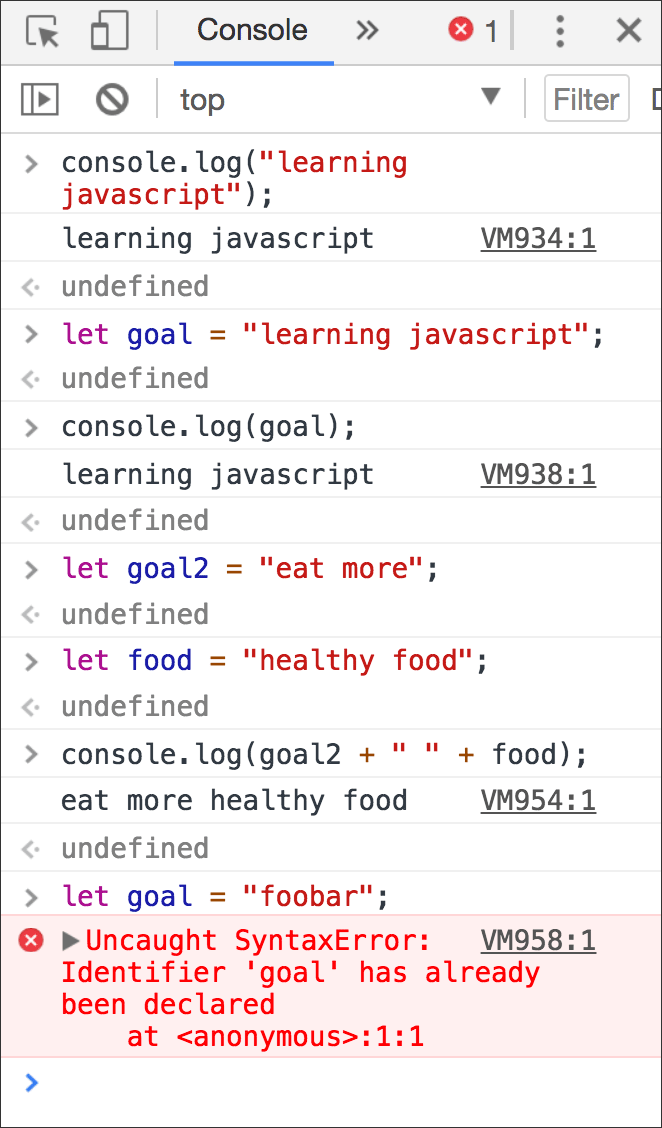 Console » 1
top Filter
console.log("learning
javascript");
learning javascript VM934:1
undefined
let goal = "learning javascript";
undefined
console.log(goal);
learning javascript VM938:1
undefined
let goal2 = "eat more";
undefined
let food = "healthy food";
undefined
console.log(goal2 + " " + food);
eat more healthy food VM954:1
undefined
let goal = "foobar";
Uncaught SyntaxError: VM958:1
Identifier 'goal' has already
been declared
at <anonymous>:1:1